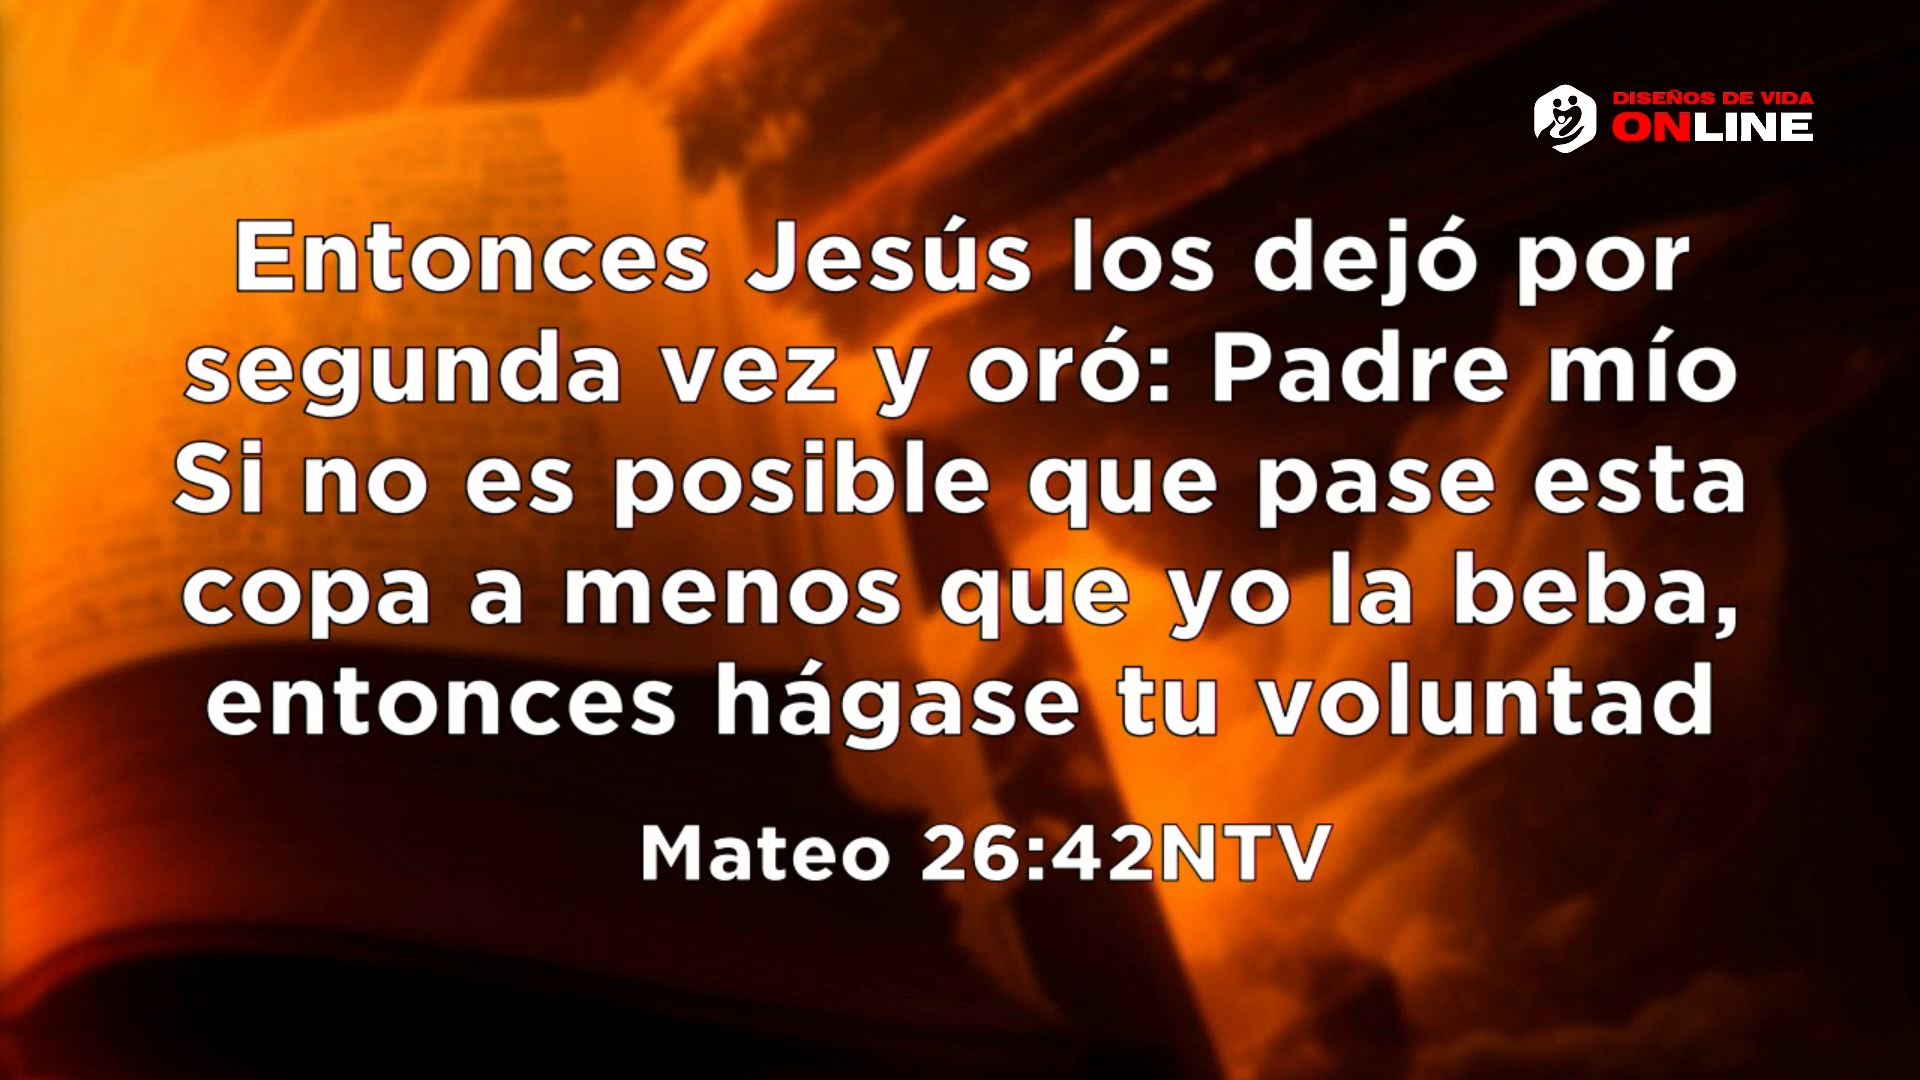 DISEÑOS DE VIDA
ONLINE
Entonces Jesús los dejó por
segunda vez y oró: Padre mío
Si no es posible que pase esta
copa a menos que yo la beba,
entonces hágase tu voluntad
Mateo 26:42NTV